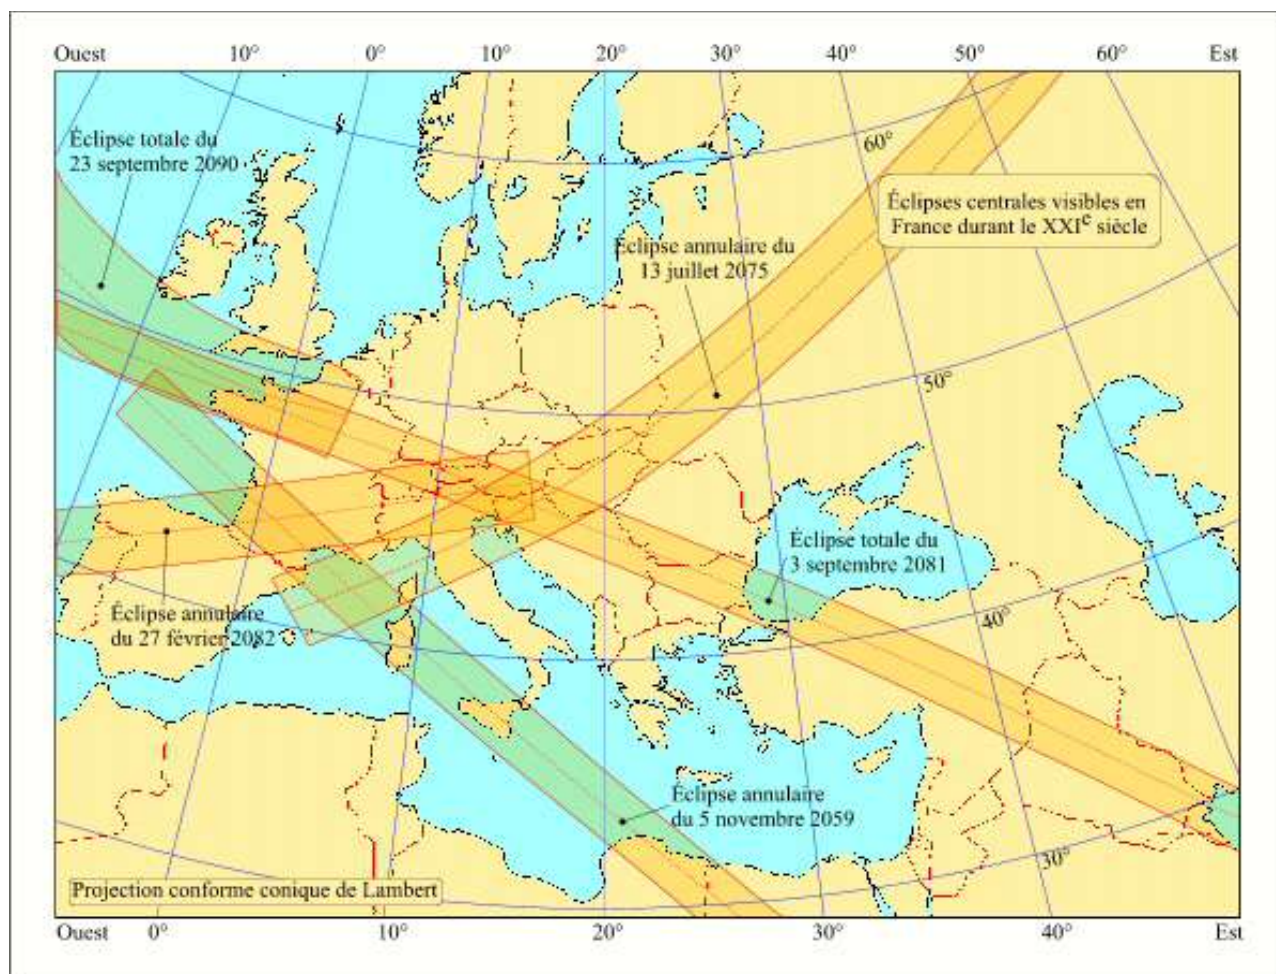 Ouest 10° 0° 10° 20° 30° 40° 50° 60° Est
Éclipse totale du
23 septembre 2090
60°
Éclipses centrales visibles en
France durant le XXIe siècle
Éclipse annulaire du
13 juillet 2075
50°
Éclipse totale du
3 septembre 2081
Éclipse annulaire
du 27 février 2082
40°
Éclipse annulaire
du 5 novembre 2059
30°
Projection conforme conique de Lambert
Ouest 0° 10° 20° 30° 40° Est